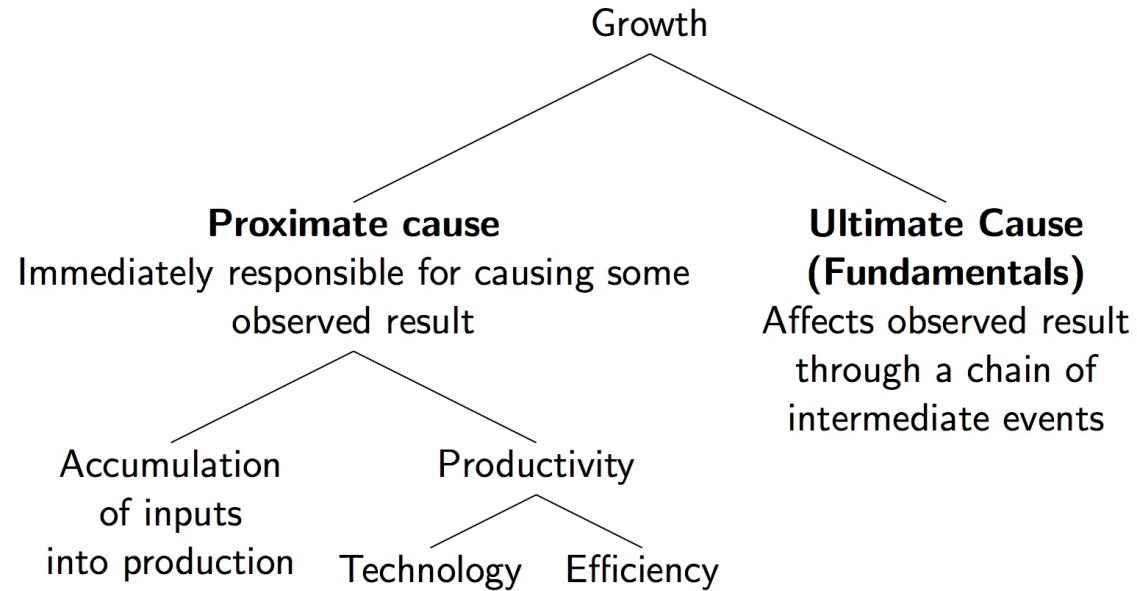 Growth
Proximate cause
Immediately responsible for causing some
observed result
Ultimate Cause
(Fundamentals)
Affects observed result
through a chain of
intermediate events
Accumulation
of inputs
into production
Productivity
Technology
Efficiency